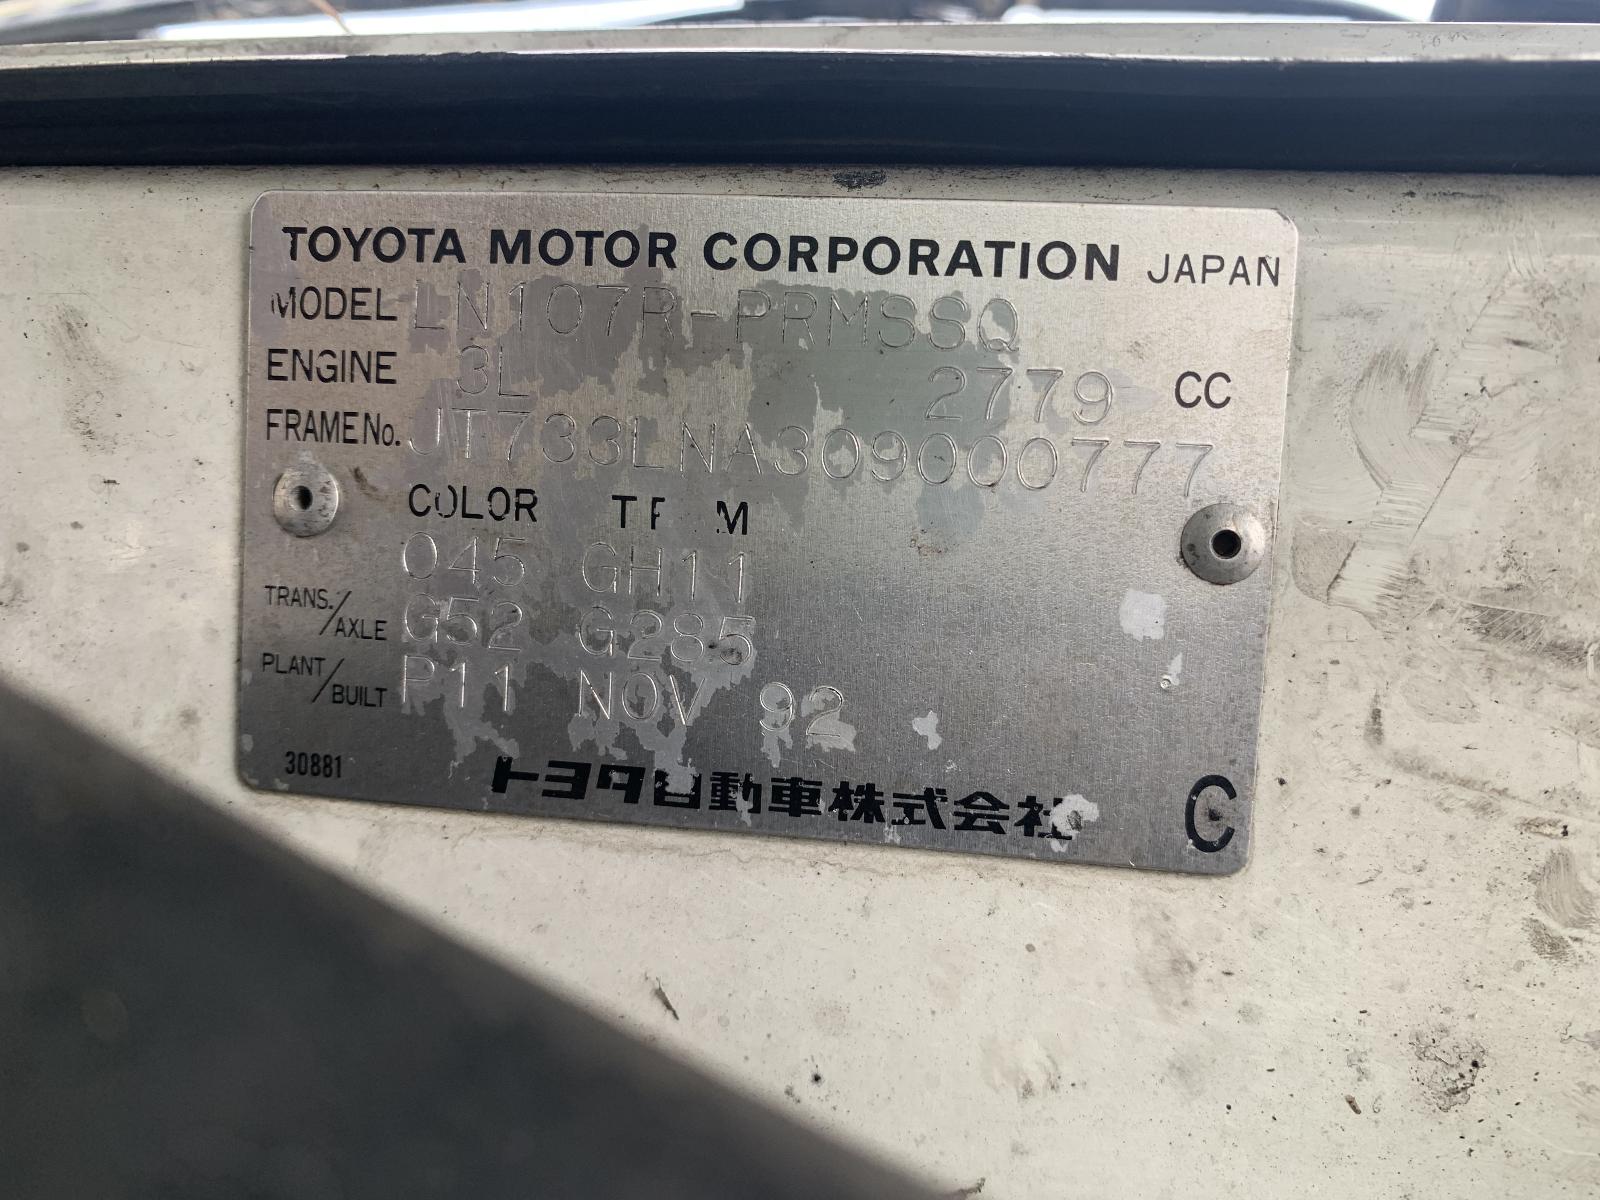 TOYOTA MOTOR CORPORATION JAPAN
MODEL LN107R-PRMSSQ
ENGINE 3L 2779 CC
FRAME No. JT733LNA309000777
COLOR TRIM
045 GH11
TRANS./AXLE G52 G285
PLANT/BUILT P11 NOV 92
30881 トヨタ自動車株式会社 C